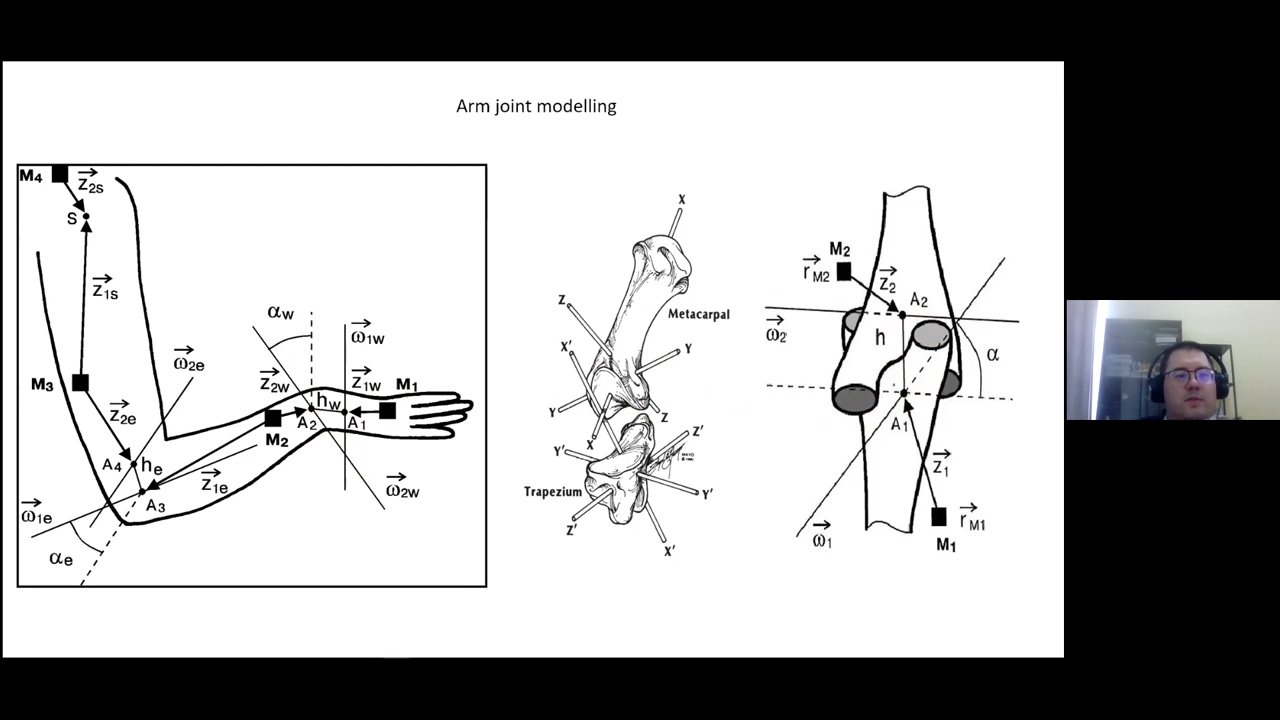 Arm joint modelling
M4
z2s
S
z1s
M3
z2e
ω2e
A4
he
A3
z1e
ω1e
αe
αw
ω1w
z2w
z1w
M1
hw
A2
A1
M2
ω2w
X
Z
Metacarpal
X'
Y
Y
Z
X
Y'
Z'
Trapezium
Y'
Z'
X'
M2
rM2
z2
A2
ω2
h
α
A1
z1
ω1
rM1
M1